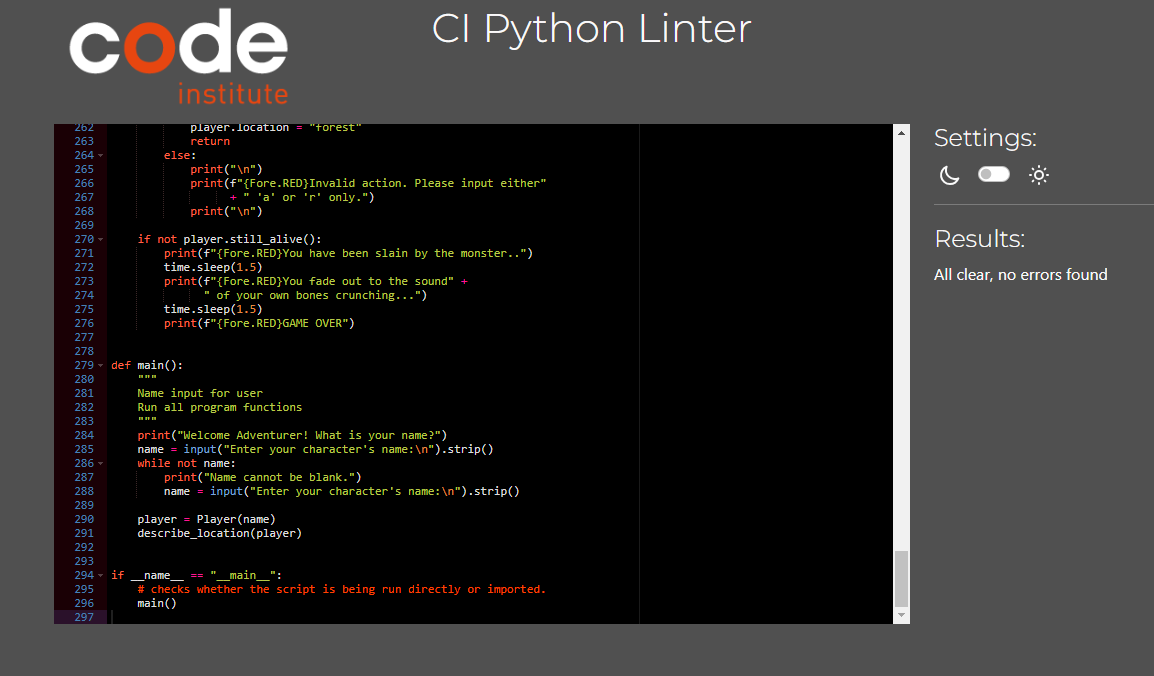 code
institute
CI Python Linter
262 player.location = "forest"
263 return
264 else:
265 print("\n")
266 print(f"{Fore.RED}Invalid action. Please input either"
267 + " 'a' or 'r' only.")
268 print("\n")
269
270 if not player.still_alive():
271 print(f"{Fore.RED}You have been slain by the monster..")
272 time.sleep(1.5)
273 print(f"{Fore.RED}You fade out to the sound" +
274 " of your own bones crunching...")
275 time.sleep(1.5)
276 print(f"{Fore.RED}GAME OVER")
277
278
279 def main():
280 """
281 Name input for user
282 Run all program functions
283 """
284 print("Welcome Adventurer! What is your name?")
285 name = input("Enter your character's name:\n").strip()
286 while not name:
287 print("Name cannot be blank.")
288 name = input("Enter your character's name:\n").strip()
289
290 player = Player(name)
291 describe_location(player)
292
293
294 if __name__ == "__main__":
295 # checks whether the script is being run directly or imported.
296 main()
297
Settings:
Results:
All clear, no errors found